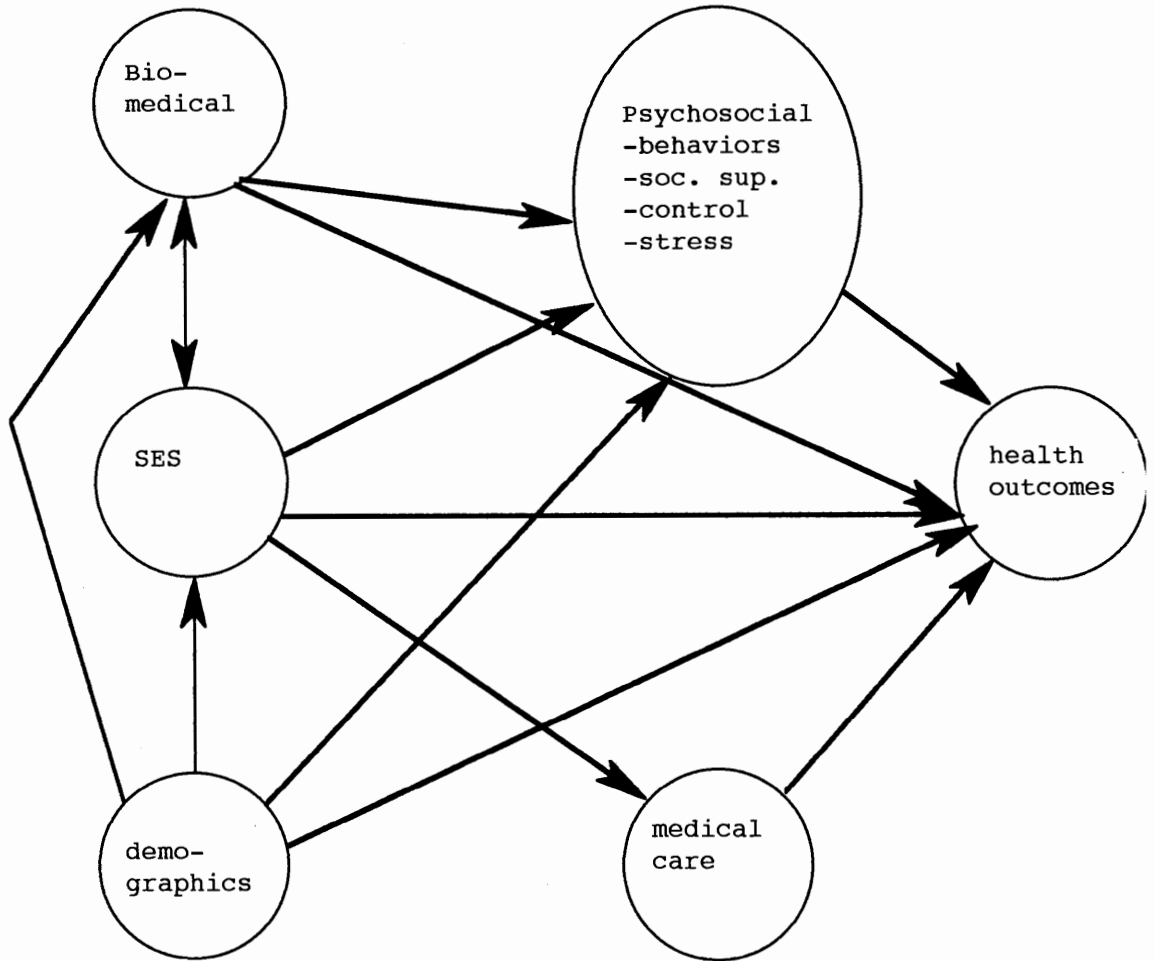 Bio-
medical
Psychosocial
-behaviors
-soc. sup.
-control
-stress
SES
health
outcomes
demo-
graphics
medical
care